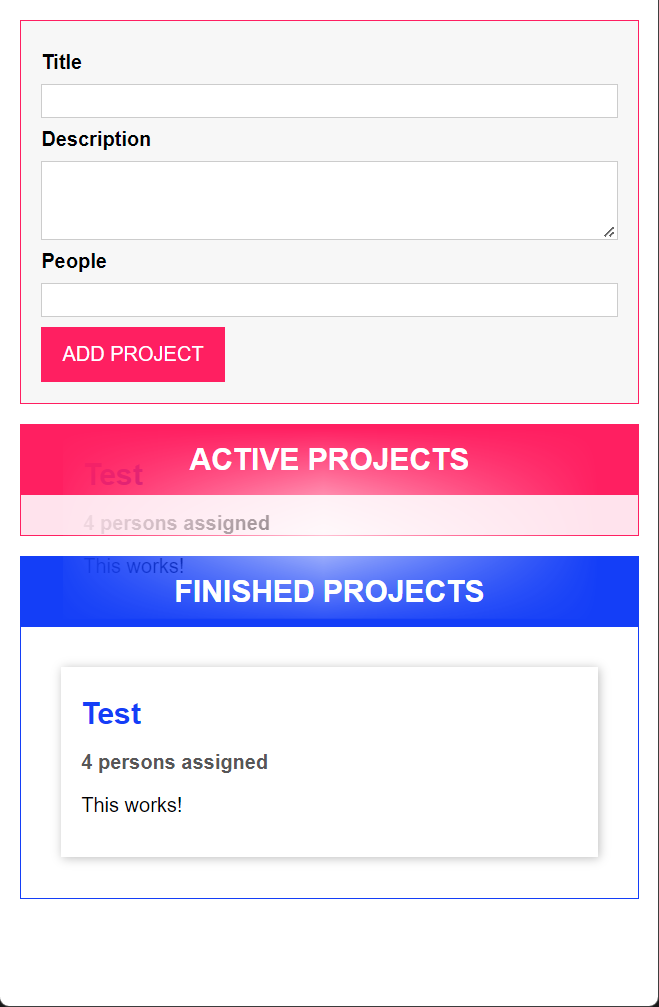 Title
Description
People
ADD PROJECT
ACTIVE PROJECTS
Test
4 persons assigned
This works!
FINISHED PROJECTS
Test
4 persons assigned
This works!